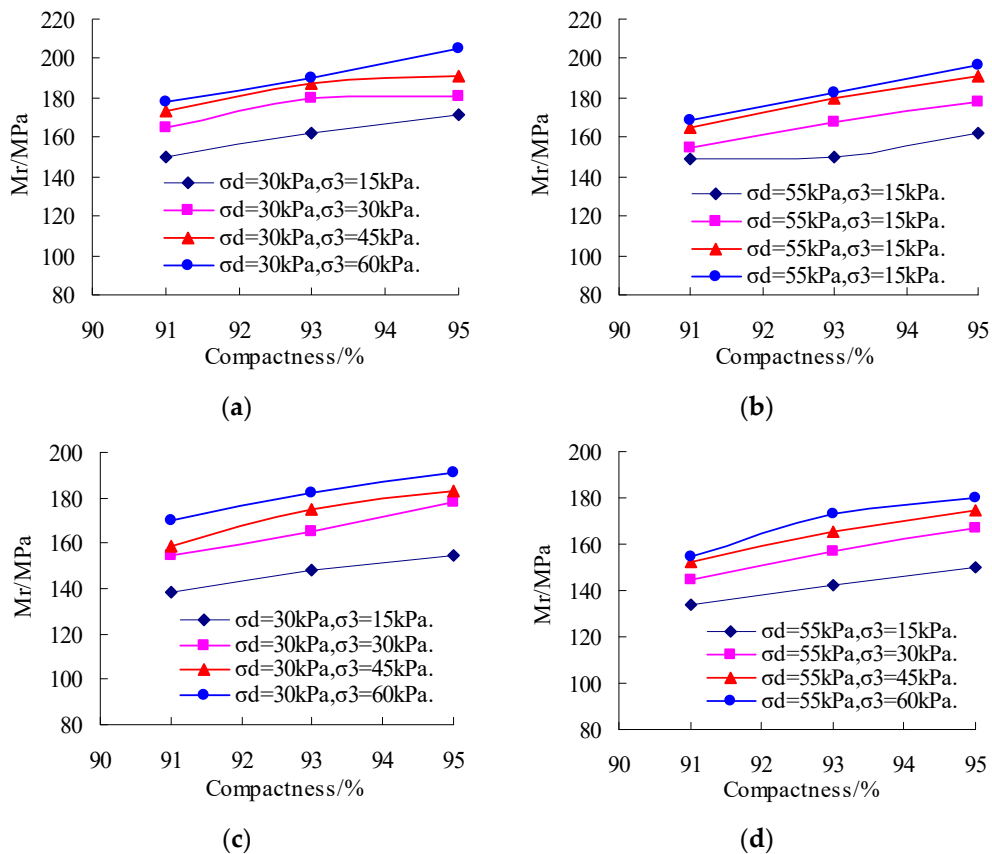 220
200
180
160
140
120
100
80
Mr/MPa
σd=30kPa,σ3=15kPa.
σd=30kPa,σ3=30kPa.
σd=30kPa,σ3=45kPa.
σd=30kPa,σ3=60kPa.
90 91 92 93 94 95
Compactness/%
(a)
220
200
180
160
140
120
100
80
Mr/MPa
σd=55kPa,σ3=15kPa.
σd=55kPa,σ3=15kPa.
σd=55kPa,σ3=15kPa.
σd=55kPa,σ3=15kPa.
90 91 92 93 94 95
Compactness/%
(b)
200
180
160
140
120
100
80
Mr/MPa
σd=30kPa,σ3=15kPa.
σd=30kPa,σ3=30kPa.
σd=30kPa,σ3=45kPa.
σd=30kPa,σ3=60kPa.
90 91 92 93 94 95
Compactness/%
(c)
200
180
160
140
120
100
80
Mr/MPa
σd=55kPa,σ3=15kPa.
σd=55kPa,σ3=30kPa.
σd=55kPa,σ3=45kPa.
σd=55kPa,σ3=60kPa.
90 91 92 93 94 95
Compactness/%
(d)